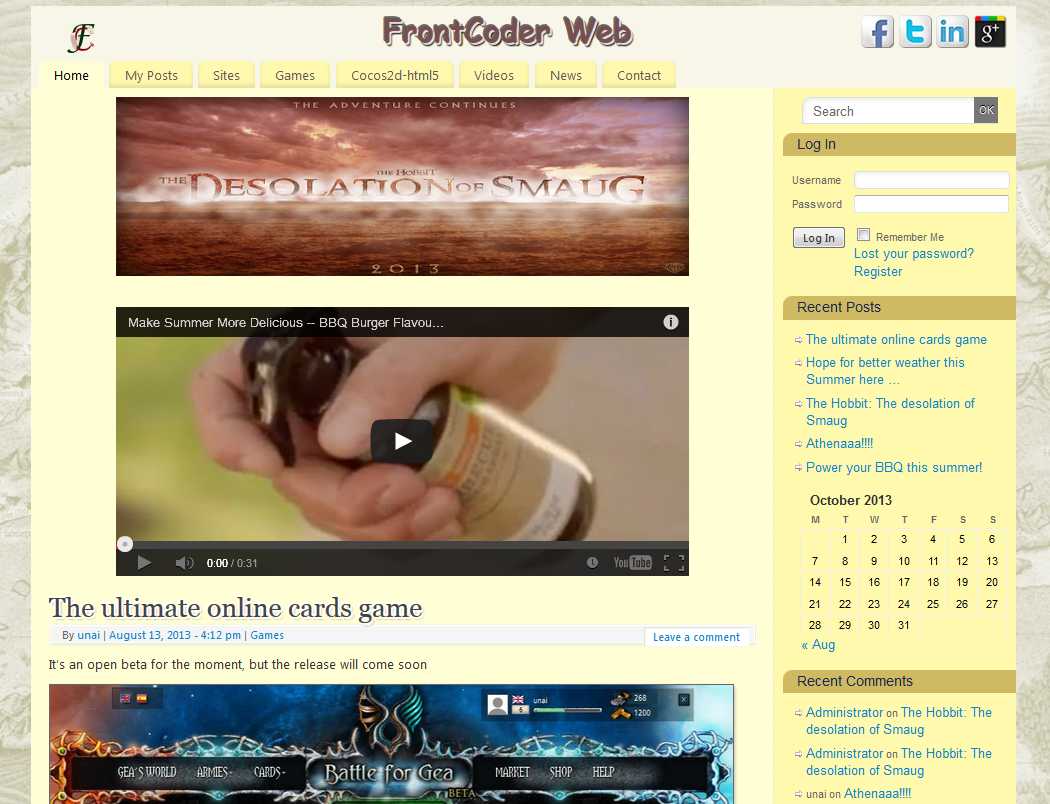 FrontCoder Web
f t in g+
Home My Posts Sites Games Cocos2d-html5 Videos News Contact
THE ADVENTURE CONTINUES
THE HOBBIT
THE DESOLATION OF SMAUG
2013
Make Summer More Delicious -- BBQ Burger Flavou...
0:00 / 0:31
YouTube
The ultimate online cards game
By unai | August 13, 2013 - 4:12 pm | Games
Leave a comment
It's an open beta for the moment, but the release will come soon
unai
6
268
1200
GEA'S WORLD ARMIES CARDS Battle for Gea MARKET SHOP HELP
BETA
Search OK
Log In
Username
Password
Log In Remember Me
Lost your password?
Register
Recent Posts
The ultimate online cards game
Hope for better weather this
Summer here ...
The Hobbit: The desolation of
Smaug
Athenaaa!!!!
Power your BBQ this summer!
October 2013
M T W T F S S
1 2 3 4 5 6
7 8 9 10 11 12 13
14 15 16 17 18 19 20
21 22 23 24 25 26 27
28 29 30 31
« Aug
Recent Comments
Administrator on The Hobbit: The
desolation of Smaug
Administrator on The Hobbit: The
desolation of Smaug
unai on Athenaaa!!!!